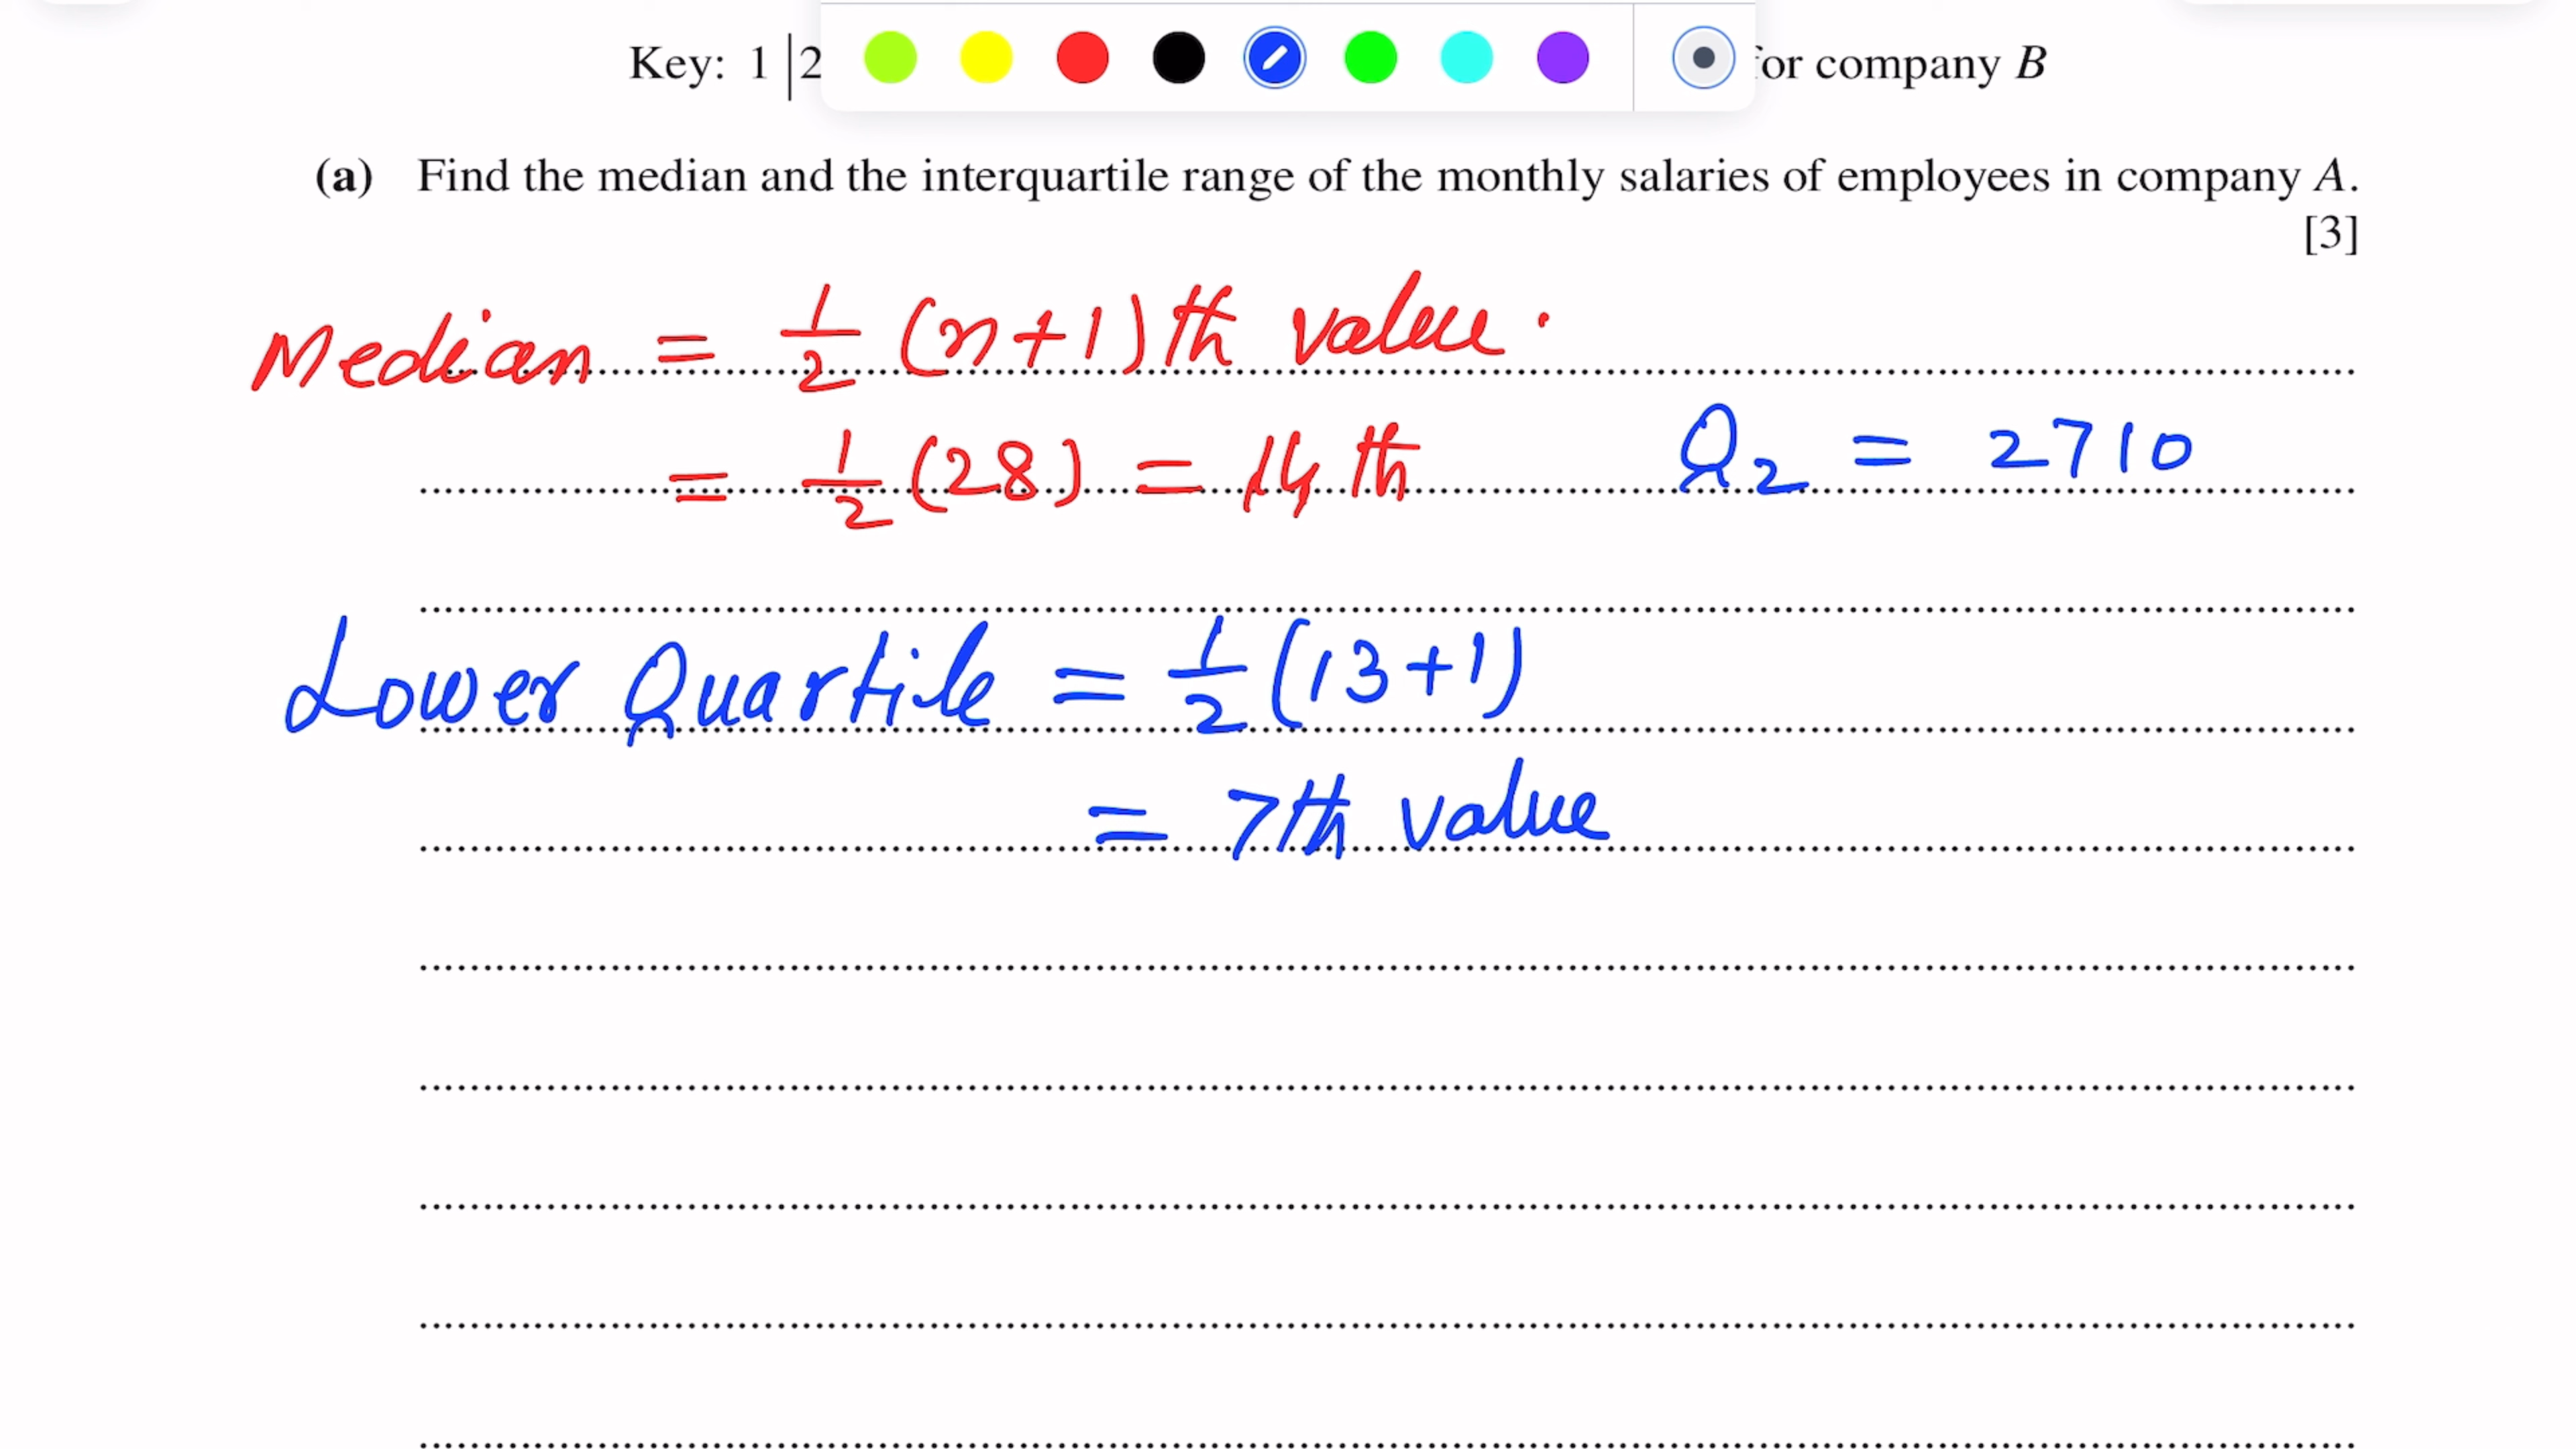 Key: 1 | 2 for company B
(a) Find the median and the interquartile range of the monthly salaries of employees in company A.
[3]
Median = 1/2 (n+1)th value.
= 1/2 (28) = 14th
Q2 = 2710
Lower Quartile = 1/2 (13+1)
= 7th value